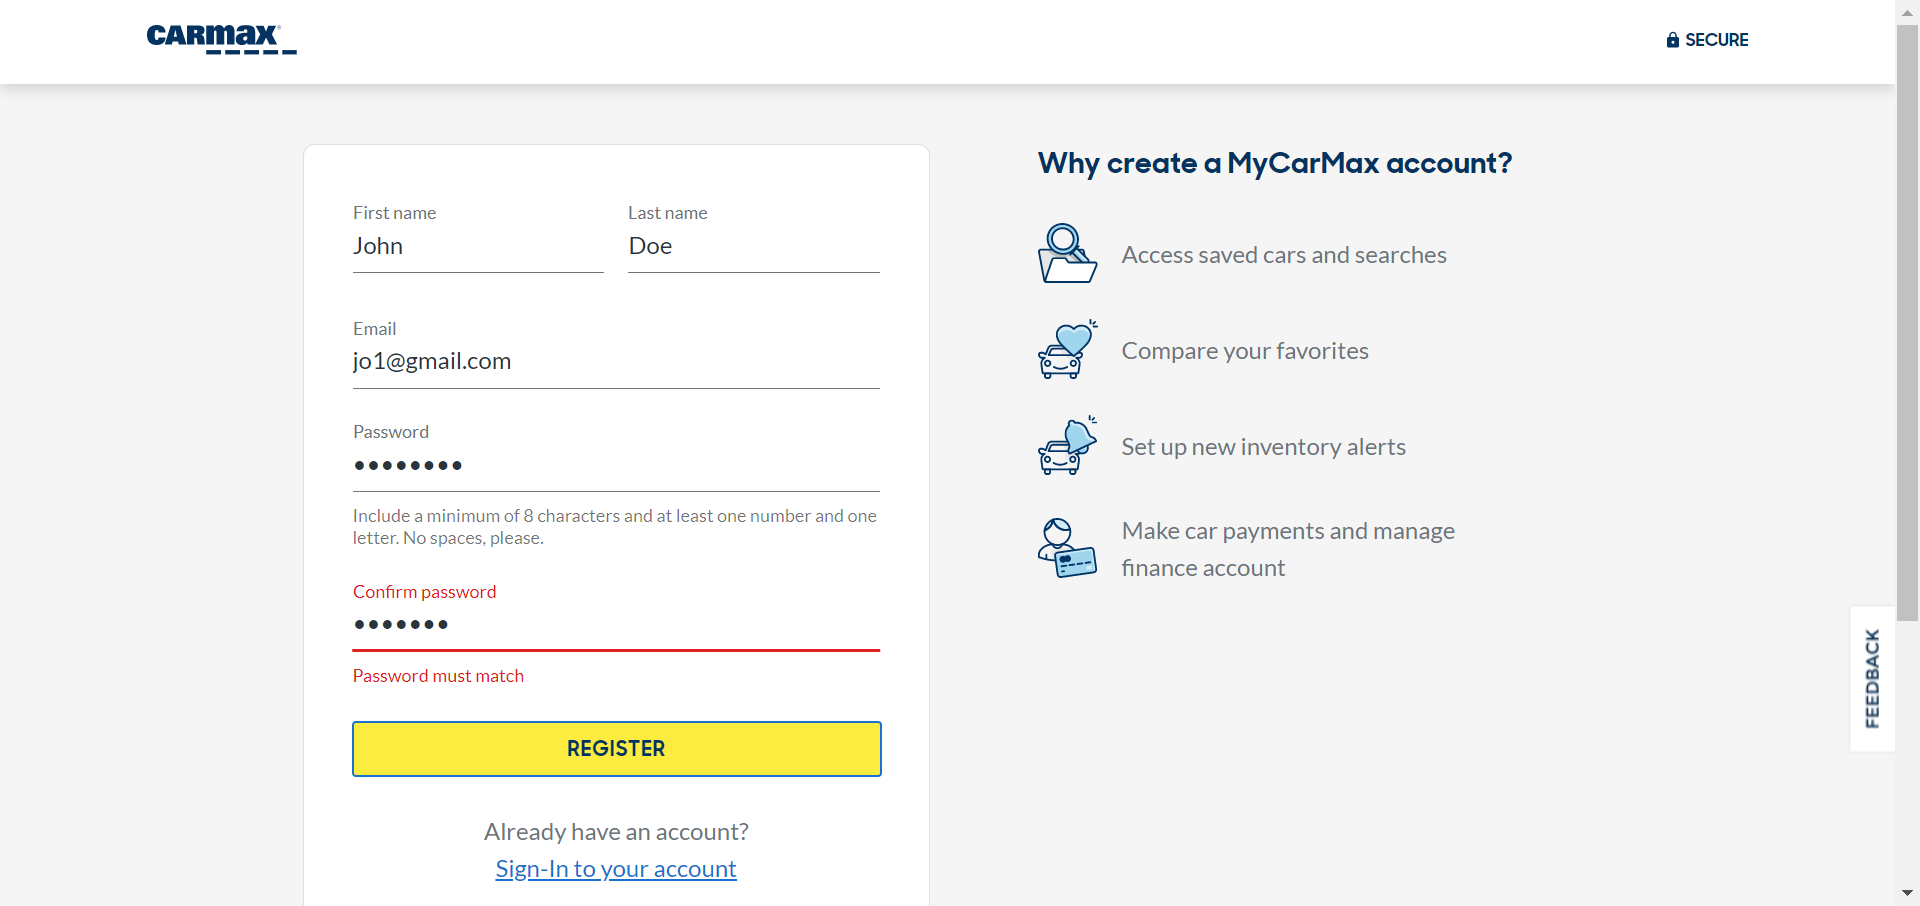 CARMAX
SECURE
First name
John
Last name
Doe
Email
jo1@gmail.com
Password
••••••••
Include a minimum of 8 characters and at least one number and one
letter. No spaces, please.
Confirm password
•••••••
Password must match
REGISTER
Already have an account?
Sign-In to your account
Why create a MyCarMax account?
Access saved cars and searches
Compare your favorites
Set up new inventory alerts
Make car payments and manage
finance account
FEEDBACK